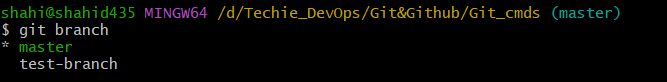 shahi@shahid435 MINGW64 /d/Techie_DevOps/Git&Github/Git_cmds (master)
$ git branch
* master
  test-branch